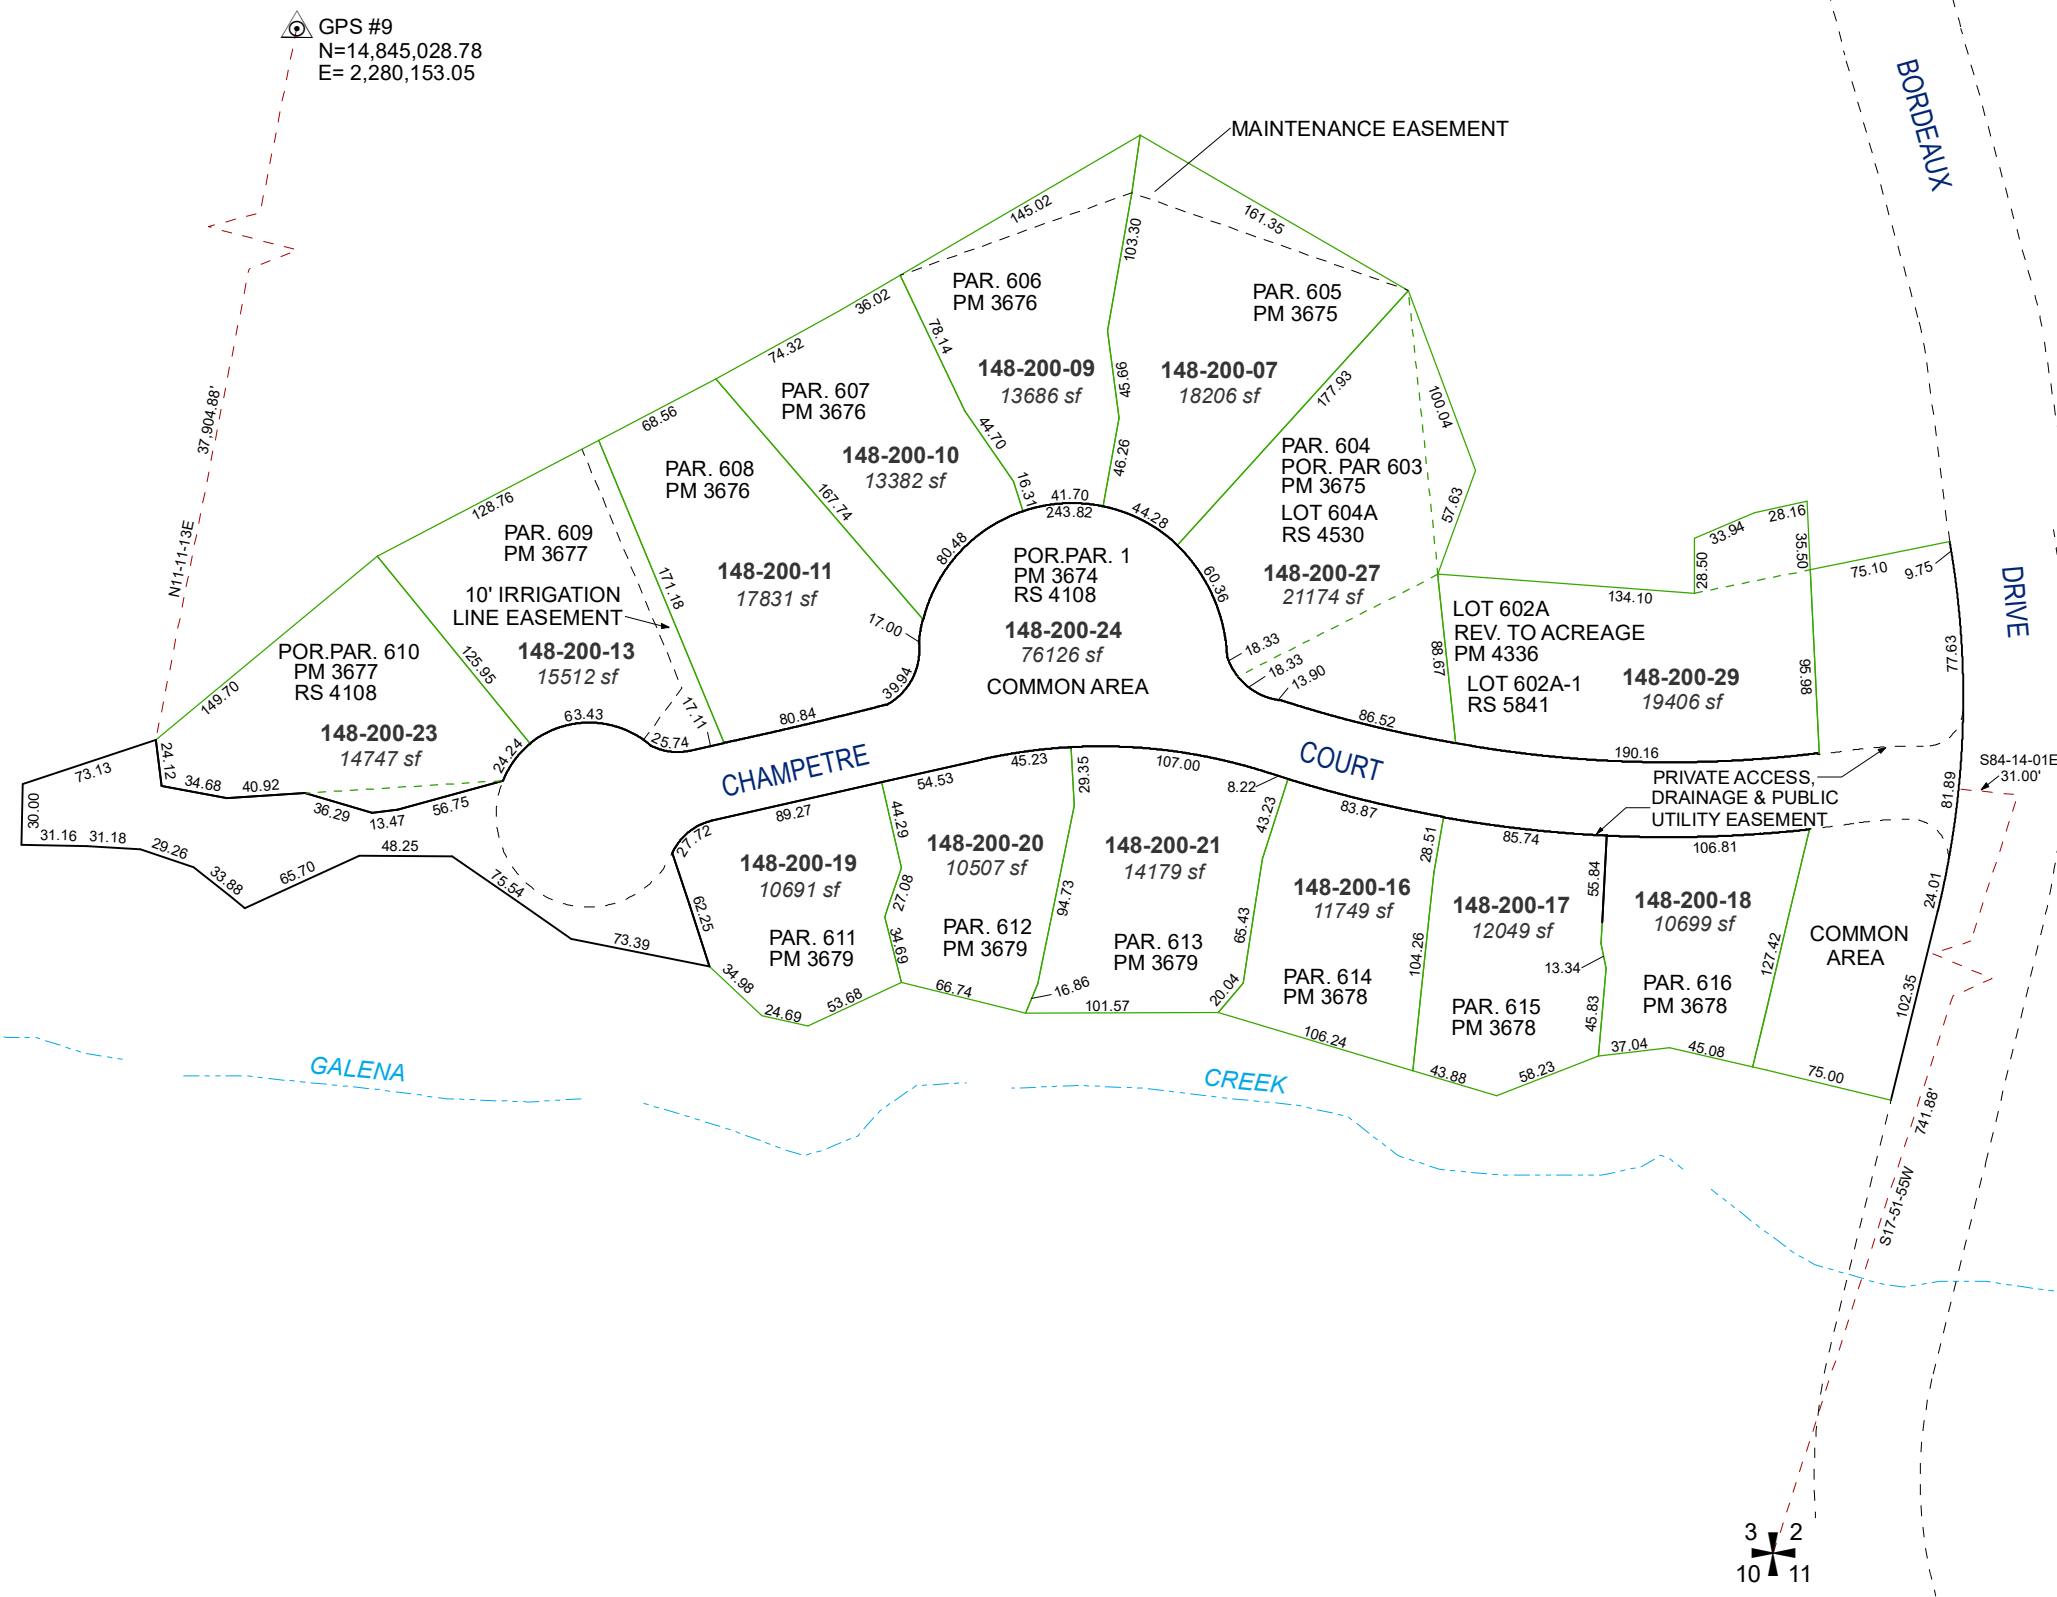 GPS #9
N=14,845,028.78
E= 2,280,153.05
37,904.88'
N11-11-13E
BORDEAUX
DRIVE
MAINTENANCE EASEMENT
145.02
161.35
103.30
36.02
74.32
68.56
128.76
149.70
PAR. 606
PM 3676
148-200-09
13686 sf
78.14
44.70
16.31
45.66
46.26
PAR. 605
PM 3675
148-200-07
18206 sf
177.93
100.04
57.63
PAR. 607
PM 3676
148-200-10
13382 sf
167.74
PAR. 608
PM 3676
148-200-11
17831 sf
171.18
PAR. 609
PM 3677
10' IRRIGATION
LINE EASEMENT
148-200-13
15512 sf
125.95
POR.PAR. 610
PM 3677
RS 4108
148-200-23
14747 sf
PAR. 604
POR. PAR 603
PM 3675
LOT 604A
RS 4530
148-200-27
21174 sf
41.70
243.82
44.28
80.48
60.36
17.00
39.94
18.33
18.33
13.90
POR.PAR. 1
PM 3674
RS 4108
148-200-24
76126 sf
COMMON AREA
33.94
28.16
28.50
35.50
75.10
9.75
134.10
LOT 602A
REV. TO ACREAGE
PM 4336
LOT 602A-1
RS 5841
148-200-29
19406 sf
88.67
95.98
77.63
86.52
190.16
S84-14-01E
31.00'
81.89
PRIVATE ACCESS,
DRAINAGE & PUBLIC
UTILITY EASEMENT
63.43
24.24
25.74
17.11
80.84
CHAMPETRE
COURT
73.13
24.12
34.68
40.92
36.29
13.47
56.75
30.00
31.16
31.18
29.26
33.88
65.70
48.25
75.54
73.39
62.25
27.72
89.27
54.53
45.23
107.00
8.22
83.87
85.74
106.81
44.29
27.08
34.69
29.35
94.73
16.86
43.23
65.43
20.04
28.51
104.26
55.84
13.34
45.83
127.42
24.01
102.35
148-200-19
10691 sf
PAR. 611
PM 3679
148-200-20
10507 sf
PAR. 612
PM 3679
148-200-21
14179 sf
PAR. 613
PM 3679
148-200-16
11749 sf
PAR. 614
PM 3678
148-200-17
12049 sf
PAR. 615
PM 3678
148-200-18
10699 sf
PAR. 616
PM 3678
COMMON
AREA
34.98
24.69
53.68
66.74
101.57
106.24
43.88
58.23
37.04
45.08
75.00
GALENA
CREEK
741.88'
S17-51-55W
3 2
10 11